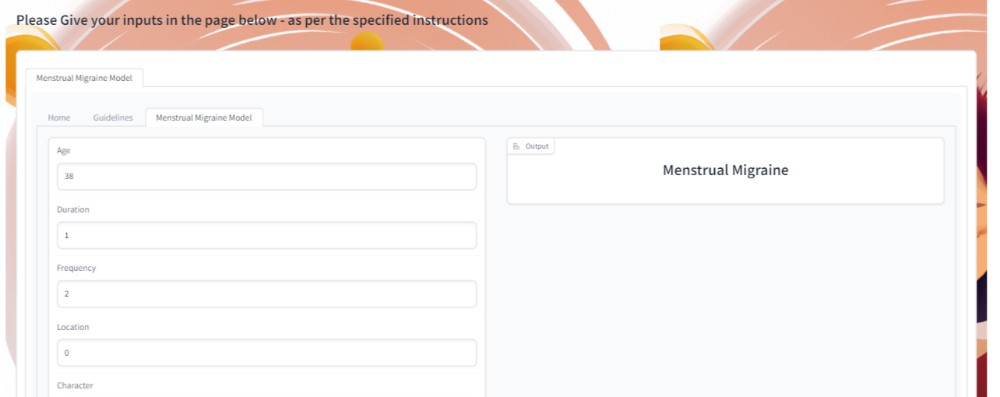 Please Give your inputs in the page below - as per the specified instructions
Menstrual Migraine Model
Home Guidelines Menstrual Migraine Model
Age
38
Duration
1
Frequency
2
Location
0
Character
Output
Menstrual Migraine